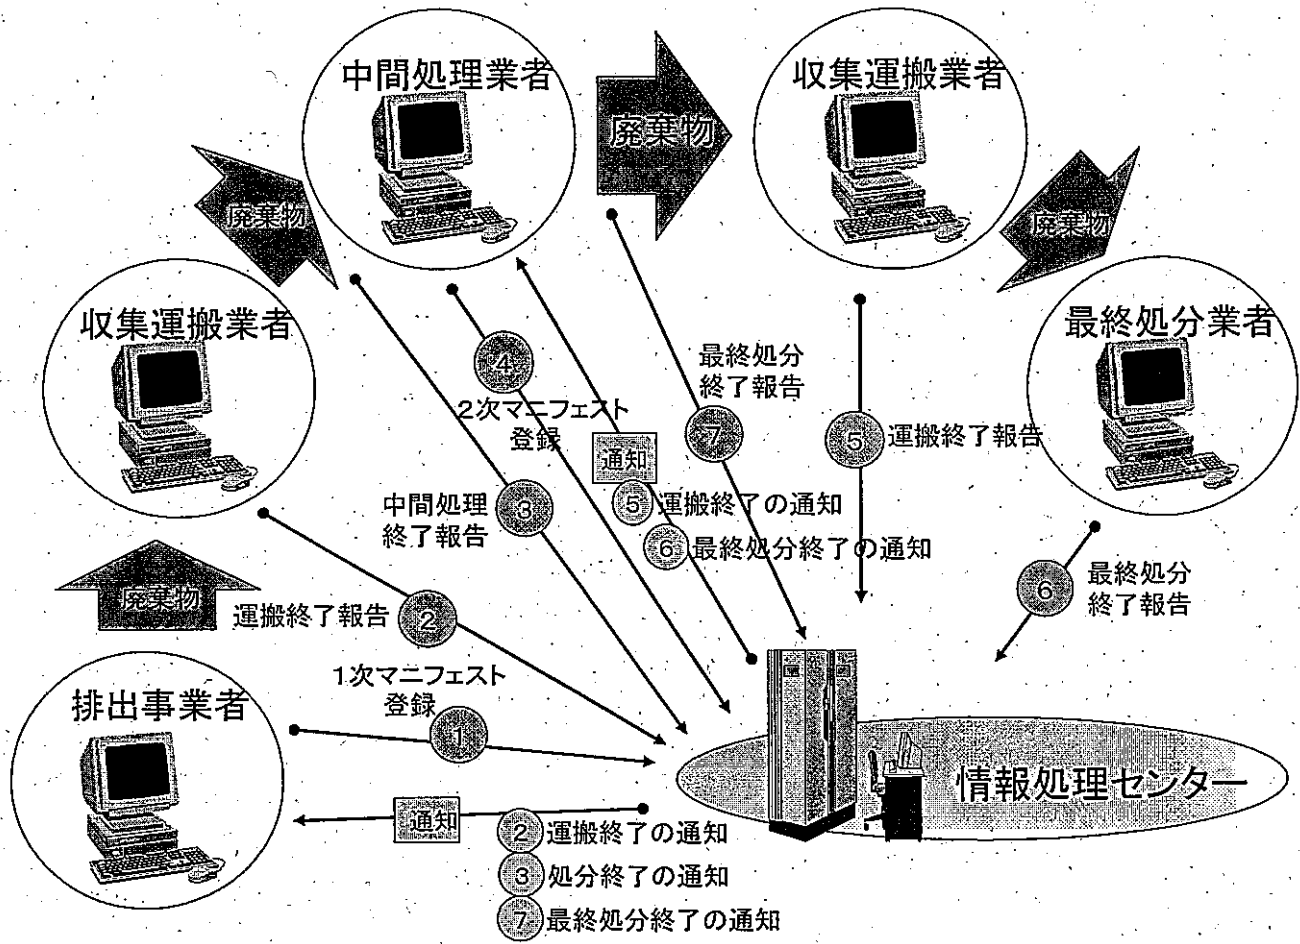 中間処理業者
収集運搬業者
廃棄物
廃棄物
廃棄物
収集運搬業者
最終処分業者
④
2次マニフェスト
登録
最終処分
終了報告
⑦
⑤運搬終了報告
通知
⑤運搬終了の通知
⑥最終処分終了の通知
中間処理
終了報告
③
⑥
最終処分
終了報告
廃棄物
運搬終了報告②
1次マニフェスト
登録
①
排出事業者
情報処理センター
通知
②運搬終了の通知
③処分終了の通知
⑦最終処分終了の通知